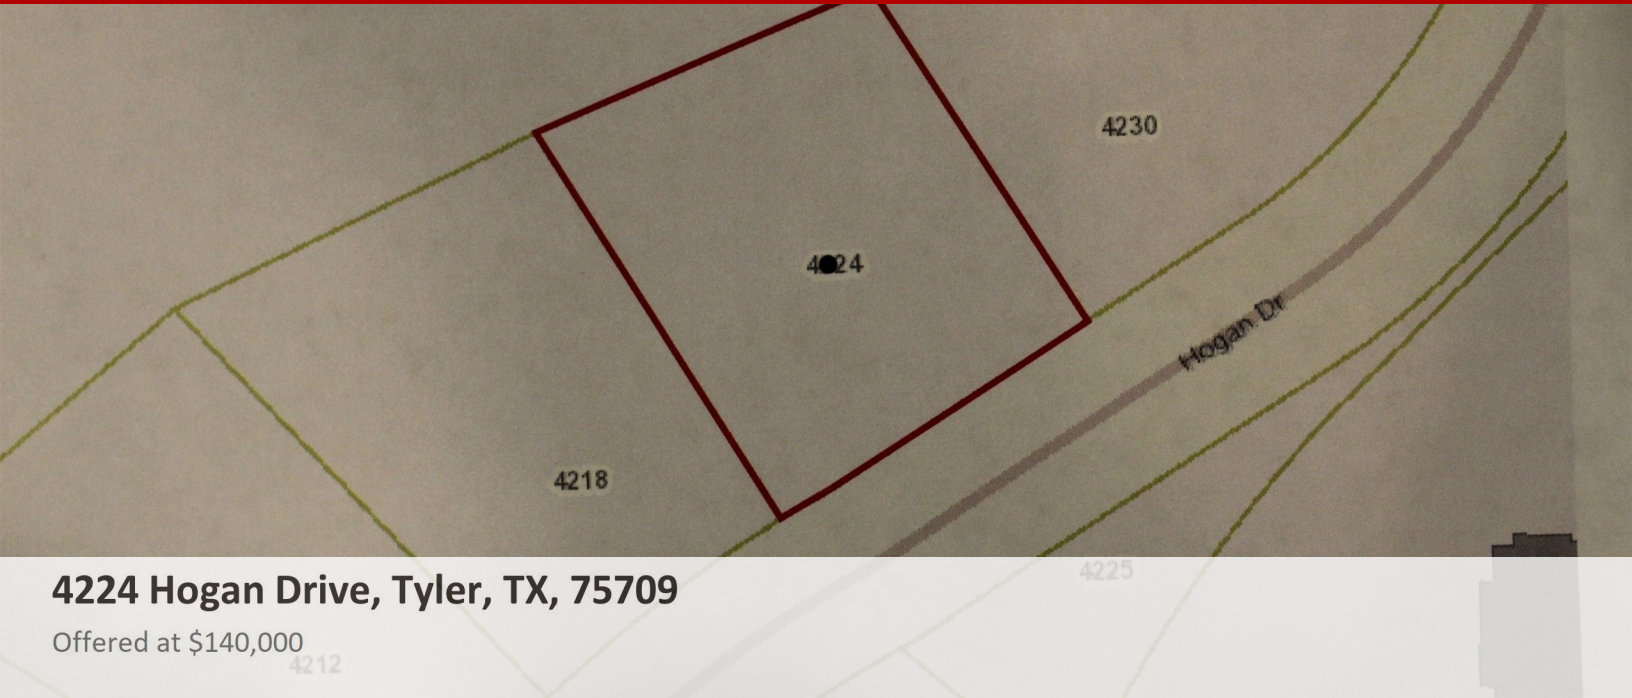 4230
4224
Hogan Dr
4218
4225
4224 Hogan Drive, Tyler, TX, 75709
Offered at $140,000
4212